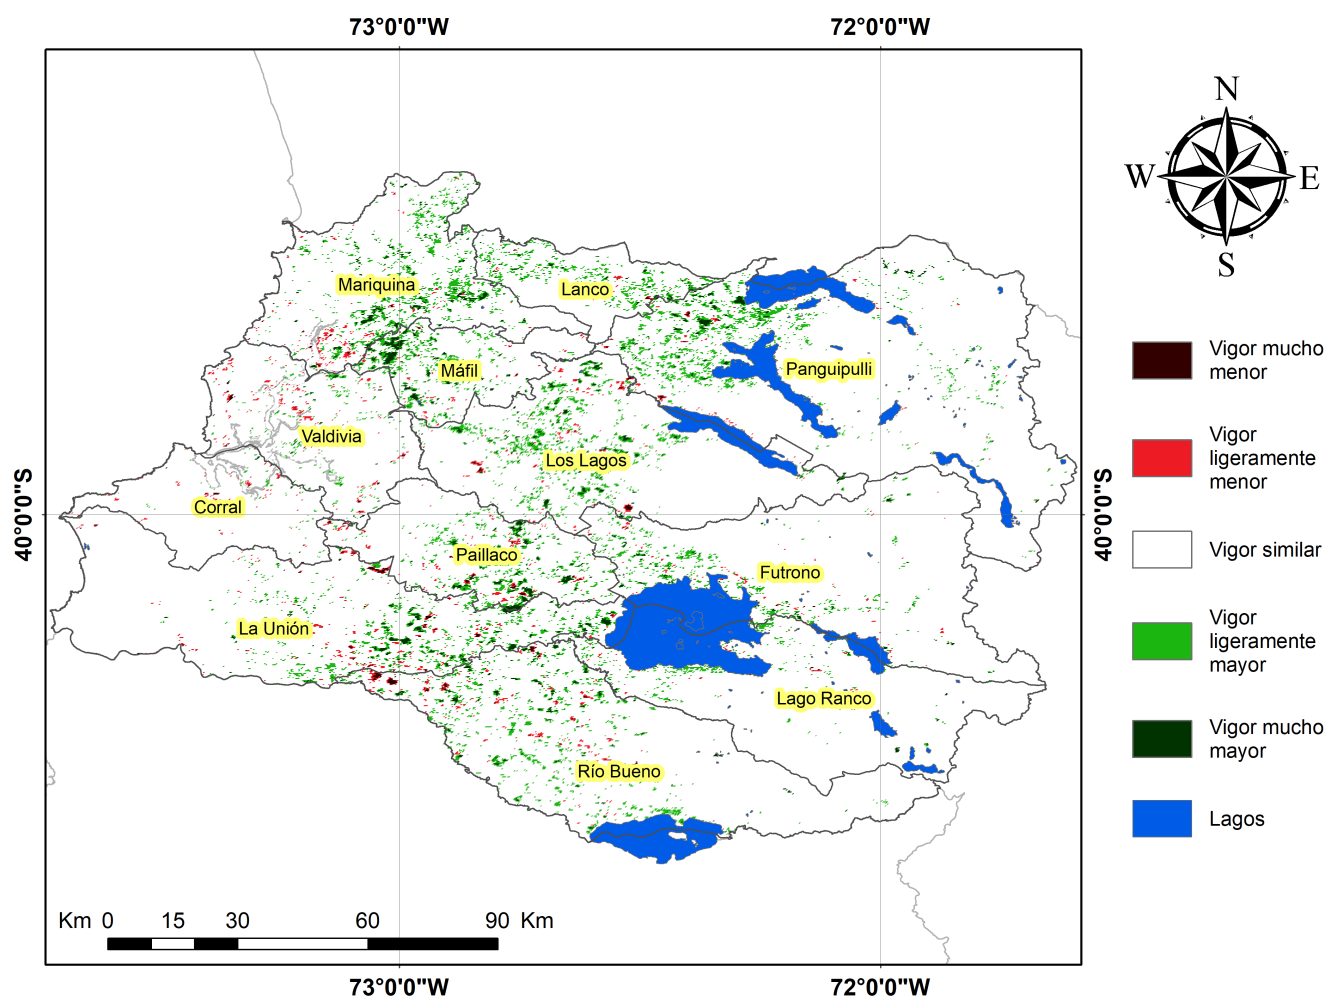 73°0'0"W
72°0'0"W
N
W
E
S
Mariquina
Lanco
Máfil
Panguipulli
Valdivia
Los Lagos
Corral
Paillaco
Futrono
La Unión
Lago Ranco
Río Bueno
40°0'0"S
40°0'0"S
Vigor mucho
menor
Vigor
ligeramente
menor
Vigor similar
Vigor
ligeramente
mayor
Vigor mucho
mayor
Lagos
Km 0 15 30 60 90 Km
73°0'0"W
72°0'0"W